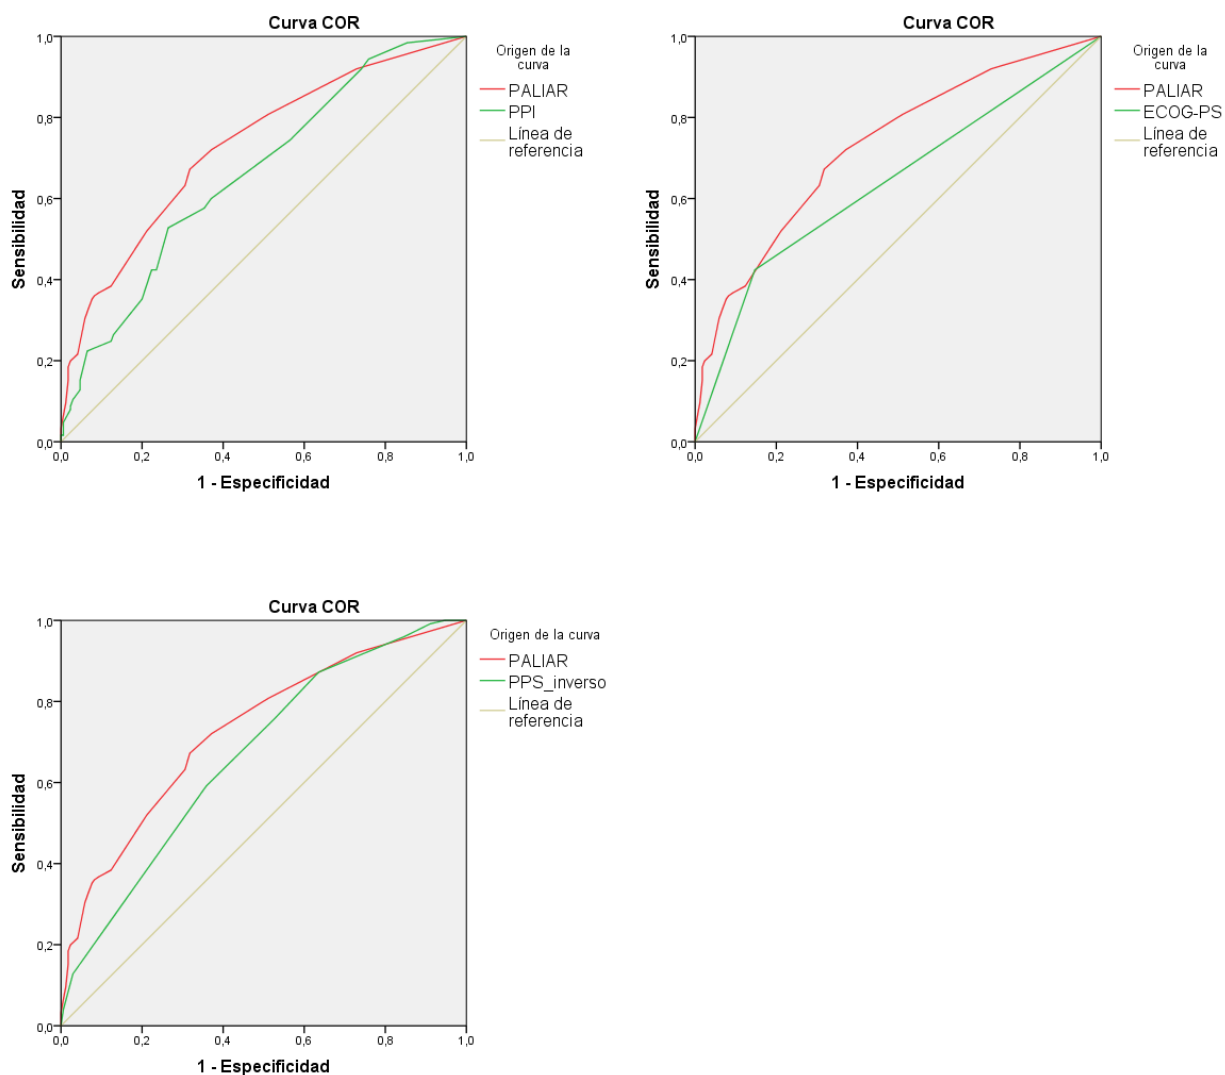 Curva COR
Origen de la
curva
PALIAR
PPI
Línea de
referencia
Sensibilidad
1,0
0,8
0,6
0,4
0,2
0,0
0,0 0,2 0,4 0,6 0,8 1,0
1 - Especificidad
Curva COR
Origen de la
curva
PALIAR
ECOG-PS
Línea de
referencia
Sensibilidad
1,0
0,8
0,6
0,4
0,2
0,0
0,0 0,2 0,4 0,6 0,8 1,0
1 - Especificidad
Curva COR
Origen de la curva
PALIAR
PPS_inverso
Línea de
referencia
Sensibilidad
1,0
0,8
0,6
0,4
0,2
0,0
0,0 0,2 0,4 0,6 0,8 1,0
1 - Especificidad